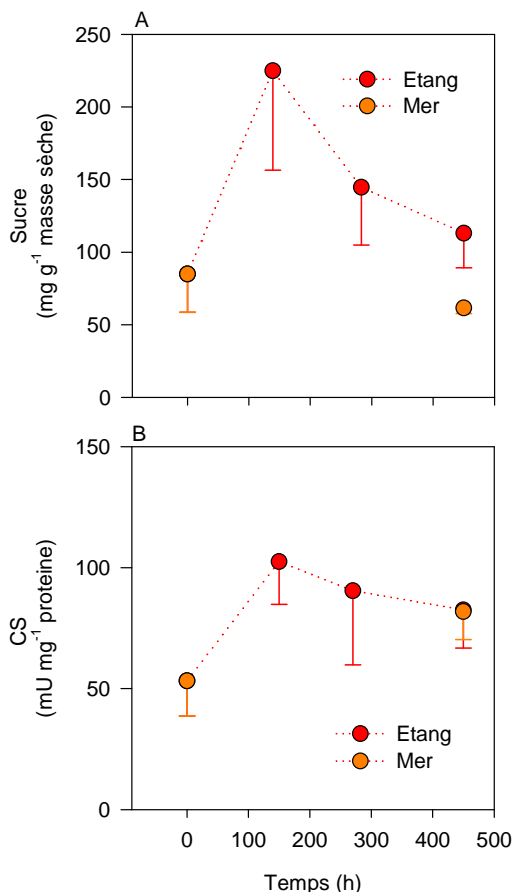 A
250
200
150
100
50
0
Sucre
(mg g⁻¹ masse sèche)
Etang
Mer
B
150
100
50
0
CS
(mU mg⁻¹ proteine)
Etang
Mer
0 100 200 300 400 500
Temps (h)